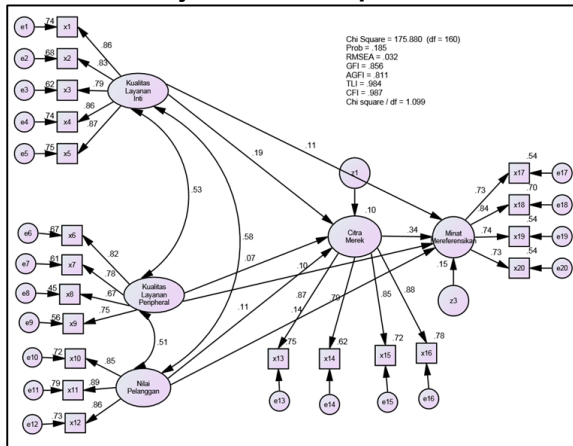 Chi Square = 175.880 (df = 160)
Prob = .185
RMSEA = .032
GFI = .856
AGFI = .811
TLI = .984
CFI = .987
Chi square / df = 1.099
e1
.74
x1
.86
e2
.68
x2
.83
e3
.62
x3
.79
e4
.74
x4
.86
e5
.75
x5
.87
Kualitas
Layanan
Inti
.53
.58
.19
.11
z1
.10
Citra
Merek
.34
Minat
Mereferensikan
.15
z3
.73
x17
.54
e17
.84
x18
.70
e18
.74
x19
.54
e19
.73
x20
.54
e20
e6
.67
x6
.82
e7
.61
x7
.78
e8
.45
x8
.67
e9
.56
x9
.75
Kualitas
Layanan
Peripheral
.07
.10
.51
.11
.14
e10
.72
x10
.85
e11
.79
x11
.89
e12
.73
x12
.86
Nilai
Pelanggan
.87
.79
.85
.88
.75
x13
.62
x14
.72
x15
.78
x16
e13
e14
e15
e16